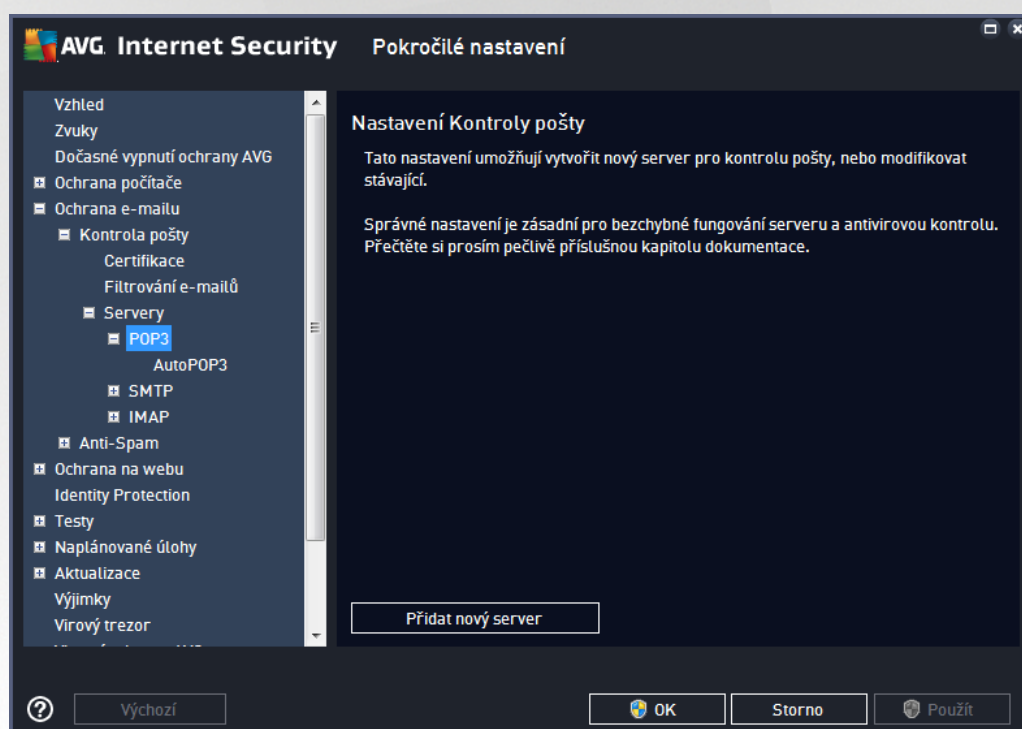 AVG Internet Security Pokročilé nastavení
Vzhled
Zvuky
Dočasné vypnutí ochrany AVG
Ochrana počítače
Ochrana e-mailu
Kontrola pošty
Certifikace
Filtrování e-mailů
Servery
POP3
AutoPOP3
SMTP
IMAP
Anti-Spam
Ochrana na webu
Identity Protection
Testy
Naplánované úlohy
Aktualizace
Výjimky
Virový trezor
Nastavení Kontroly pošty
Tato nastavení umožňují vytvořit nový server pro kontrolu pošty, nebo modifikovat
stávající.
Správné nastavení je zásadní pro bezchybné fungování serveru a antivirovou kontrolu.
Přečtěte si prosím pečlivě příslušnou kapitolu dokumentace.
Přidat nový server
Výchozí
OK
Storno
Použít